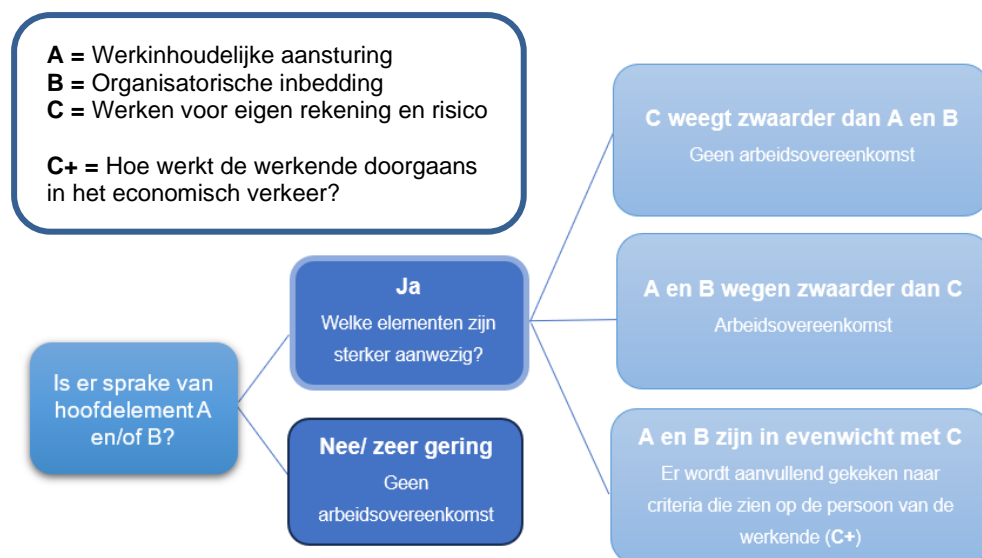 A = Werkinhoudelijke aansturing
B = Organisatorische inbedding
C = Werken voor eigen rekening en risico
C+ = Hoe werkt de werkende doorgaans
in het economisch verkeer?
Is er sprake van
hoofdelement A
en/of B?
Ja
Welke elementen zijn
sterker aanwezig?
Nee/ zeer gering
Geen
arbeidsovereenkomst
C weegt zwaarder dan A en B
Geen arbeidsovereenkomst
A en B wegen zwaarder dan C
Arbeidsovereenkomst
A en B zijn in evenwicht met C
Er wordt aanvullend gekeken naar
criteria die zien op de persoon van de
werkende (C+)